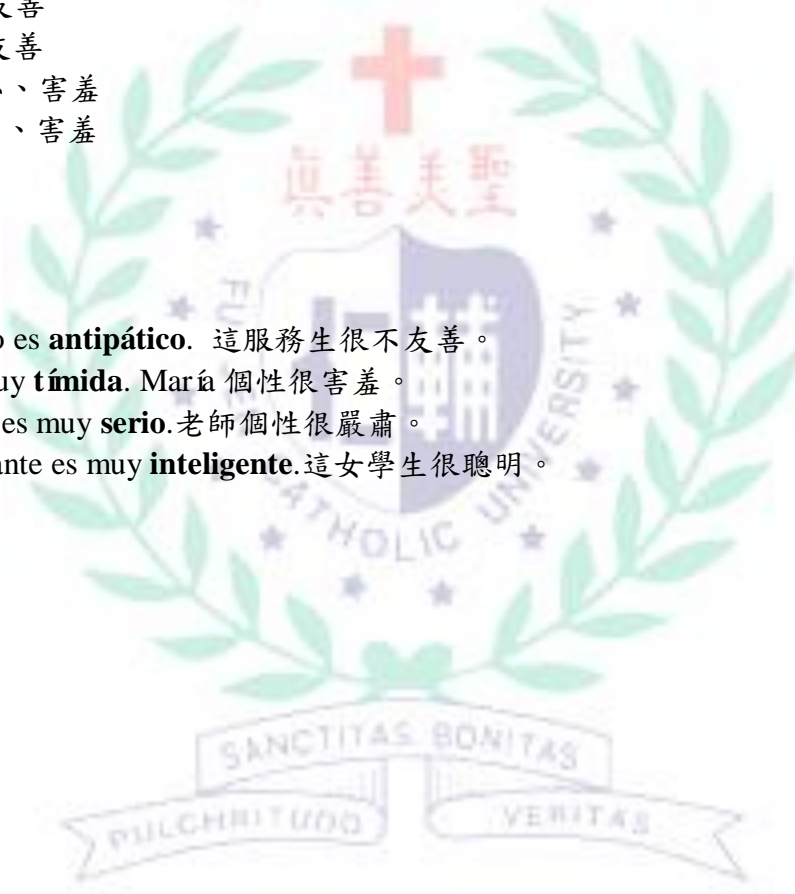 友善
友善
、害羞
、害羞
真善美聖
o es antipático. 這服務生很不友善。
uy tímida. María 個性很害羞。
es muy serio.老師個性很嚴肅。
ante es muy inteligente.這女學生很聰明。
輔仁
CATHOLIC UNIVERSITY
SANCTITAS BONITAS
PULCHRITUDO VERITAS